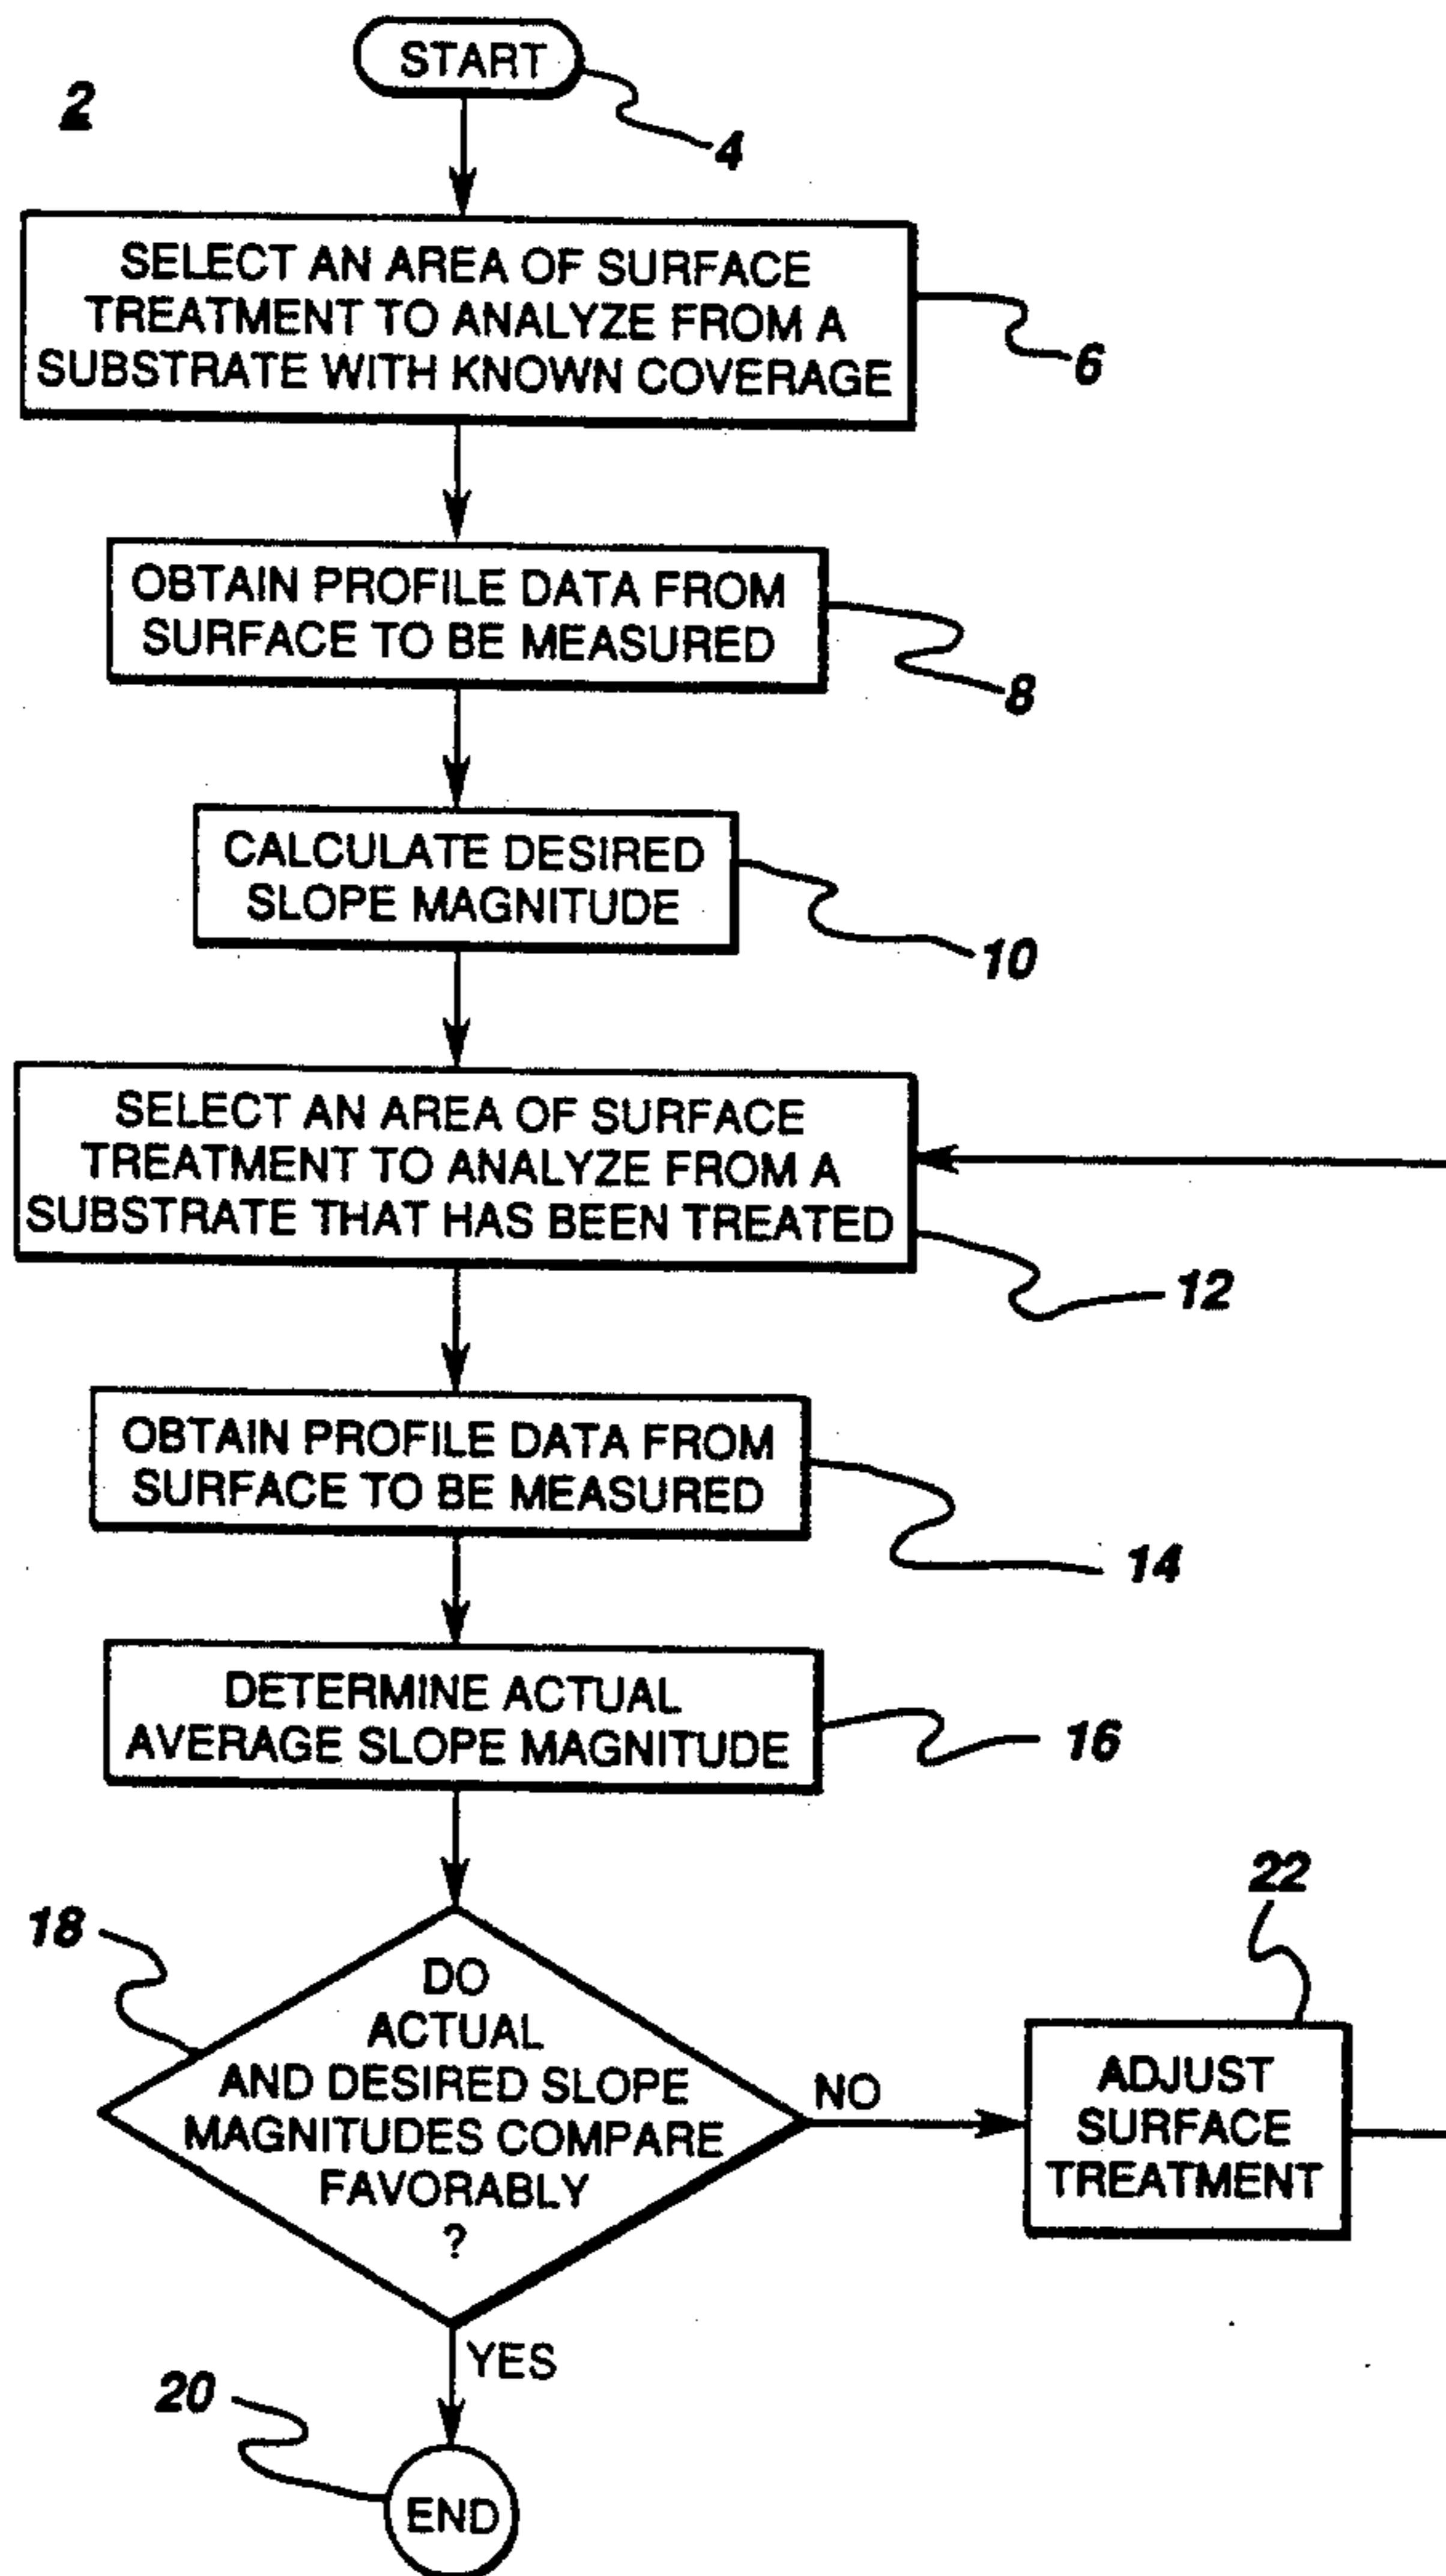 START
2
4
SELECT AN AREA OF SURFACE
TREATMENT TO ANALYZE FROM A
SUBSTRATE WITH KNOWN COVERAGE
6
OBTAIN PROFILE DATA FROM
SURFACE TO BE MEASURED
8
CALCULATE DESIRED
SLOPE MAGNITUDE
10
SELECT AN AREA OF SURFACE
TREATMENT TO ANALYZE FROM A
SUBSTRATE THAT HAS BEEN TREATED
12
OBTAIN PROFILE DATA FROM
SURFACE TO BE MEASURED
14
DETERMINE ACTUAL
AVERAGE SLOPE MAGNITUDE
16
18
DO
ACTUAL
AND DESIRED SLOPE
MAGNITUDES COMPARE
FAVORABLY
?
NO
22
ADJUST
SURFACE
TREATMENT
YES
20
END